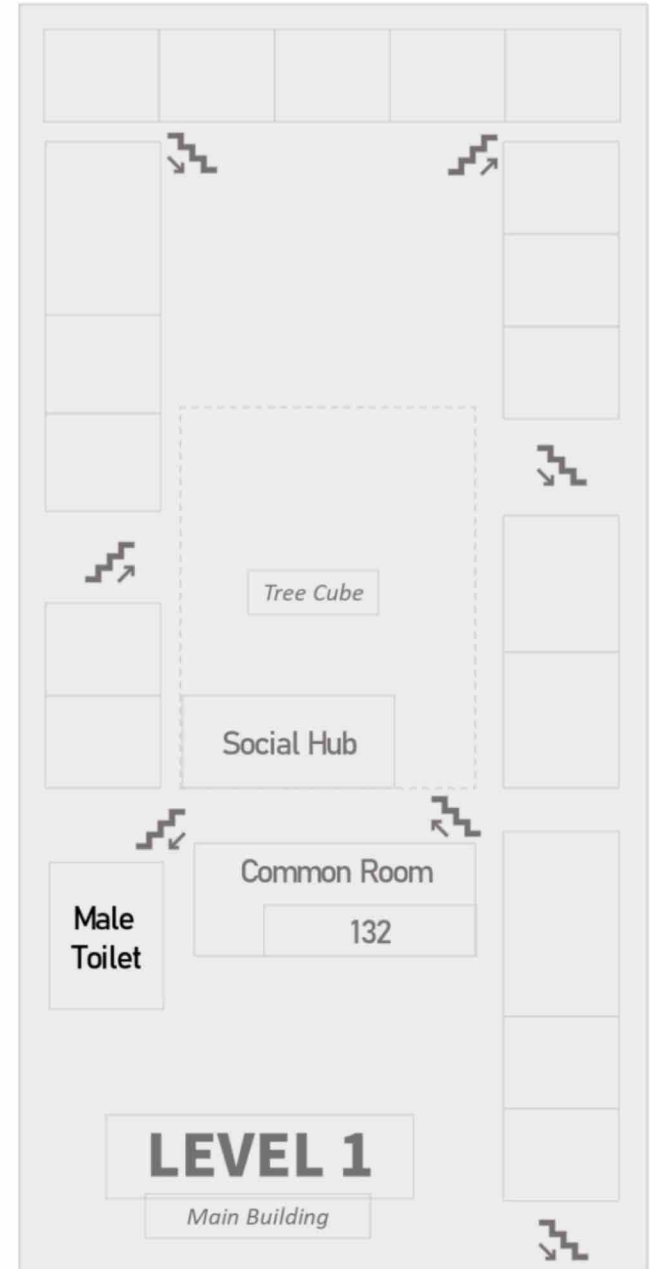 Tree Cube
Social Hub
Common Room
132
Male
Toilet
LEVEL 1
Main Building